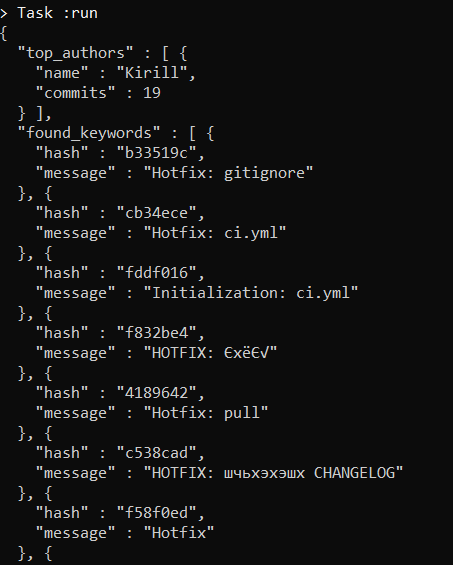 > Task :run
{
  "top_authors" : [ {
    "name" : "Kirill",
    "commits" : 19
  } ],
  "found_keywords" : [ {
    "hash" : "b33519c",
    "message" : "Hotfix: gitignore"
  }, {
    "hash" : "cb34ece",
    "message" : "Hotfix: ci.yml"
  }, {
    "hash" : "fddf016",
    "message" : "Initialization: ci.yml"
  }, {
    "hash" : "f832be4",
    "message" : "HOTFIX: ЄхёЄ√"
  }, {
    "hash" : "4189642",
    "message" : "Hotfix: pull"
  }, {
    "hash" : "c538cad",
    "message" : "HOTFIX: шчьхэхэшх CHANGELOG"
  }, {
    "hash" : "f58f0ed",
    "message" : "Hotfix"
  }, {